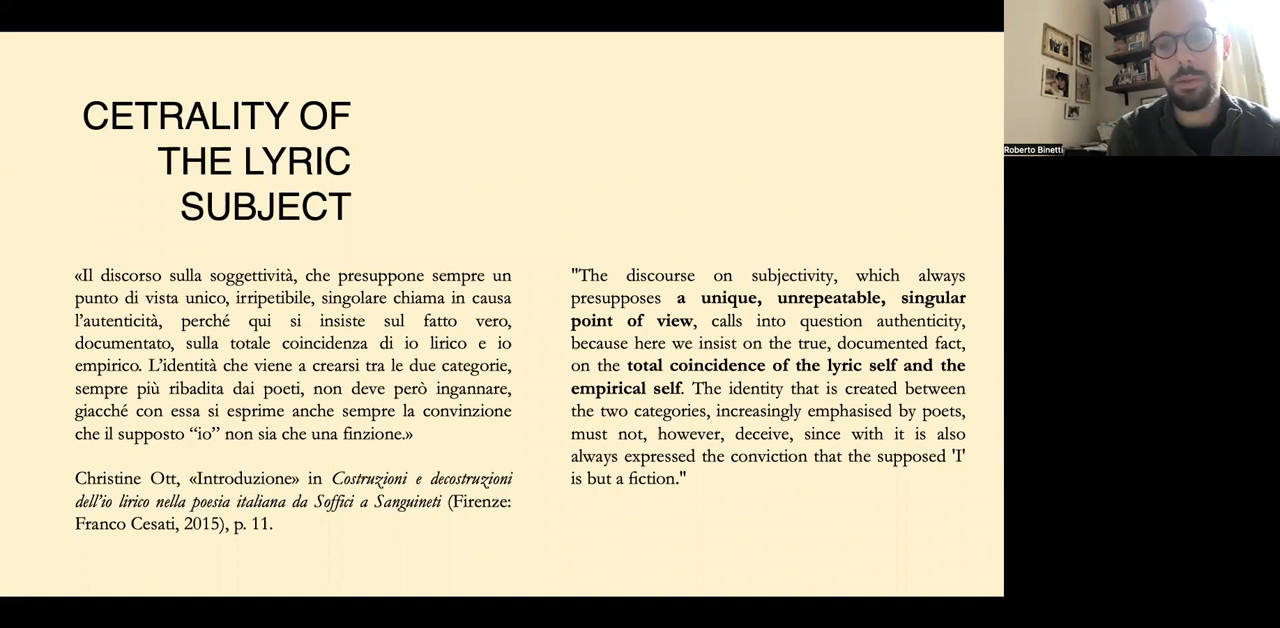 CETRALITY OF
THE LYRIC
SUBJECT
«Il discorso sulla soggettività, che presuppone sempre un
punto di vista unico, irripetibile, singolare chiama in causa
l’autenticità, perché qui si insiste sul fatto vero,
documentato, sulla totale coincidenza di io lirico e io
empirico. L’identità che viene a crearsi tra le due categorie,
sempre più ribadita dai poeti, non deve però ingannare,
giacché con essa si esprime anche sempre la convinzione
che il supposto “io” non sia che una finzione.»
Christine Ott, «Introduzione» in Costruzioni e decostruzioni
dell’io lirico nella poesia italiana da Soffici a Sanguineti (Firenze:
Franco Cesati, 2015), p. 11.
"The discourse on subjectivity, which always
presupposes a unique, unrepeatable, singular
point of view, calls into question authenticity,
because here we insist on the true, documented fact,
on the total coincidence of the lyric self and the
empirical self. The identity that is created between
the two categories, increasingly emphasised by poets,
must not, however, deceive, since with it is also
always expressed the conviction that the supposed 'I'
is but a fiction."
Roberto Binetti